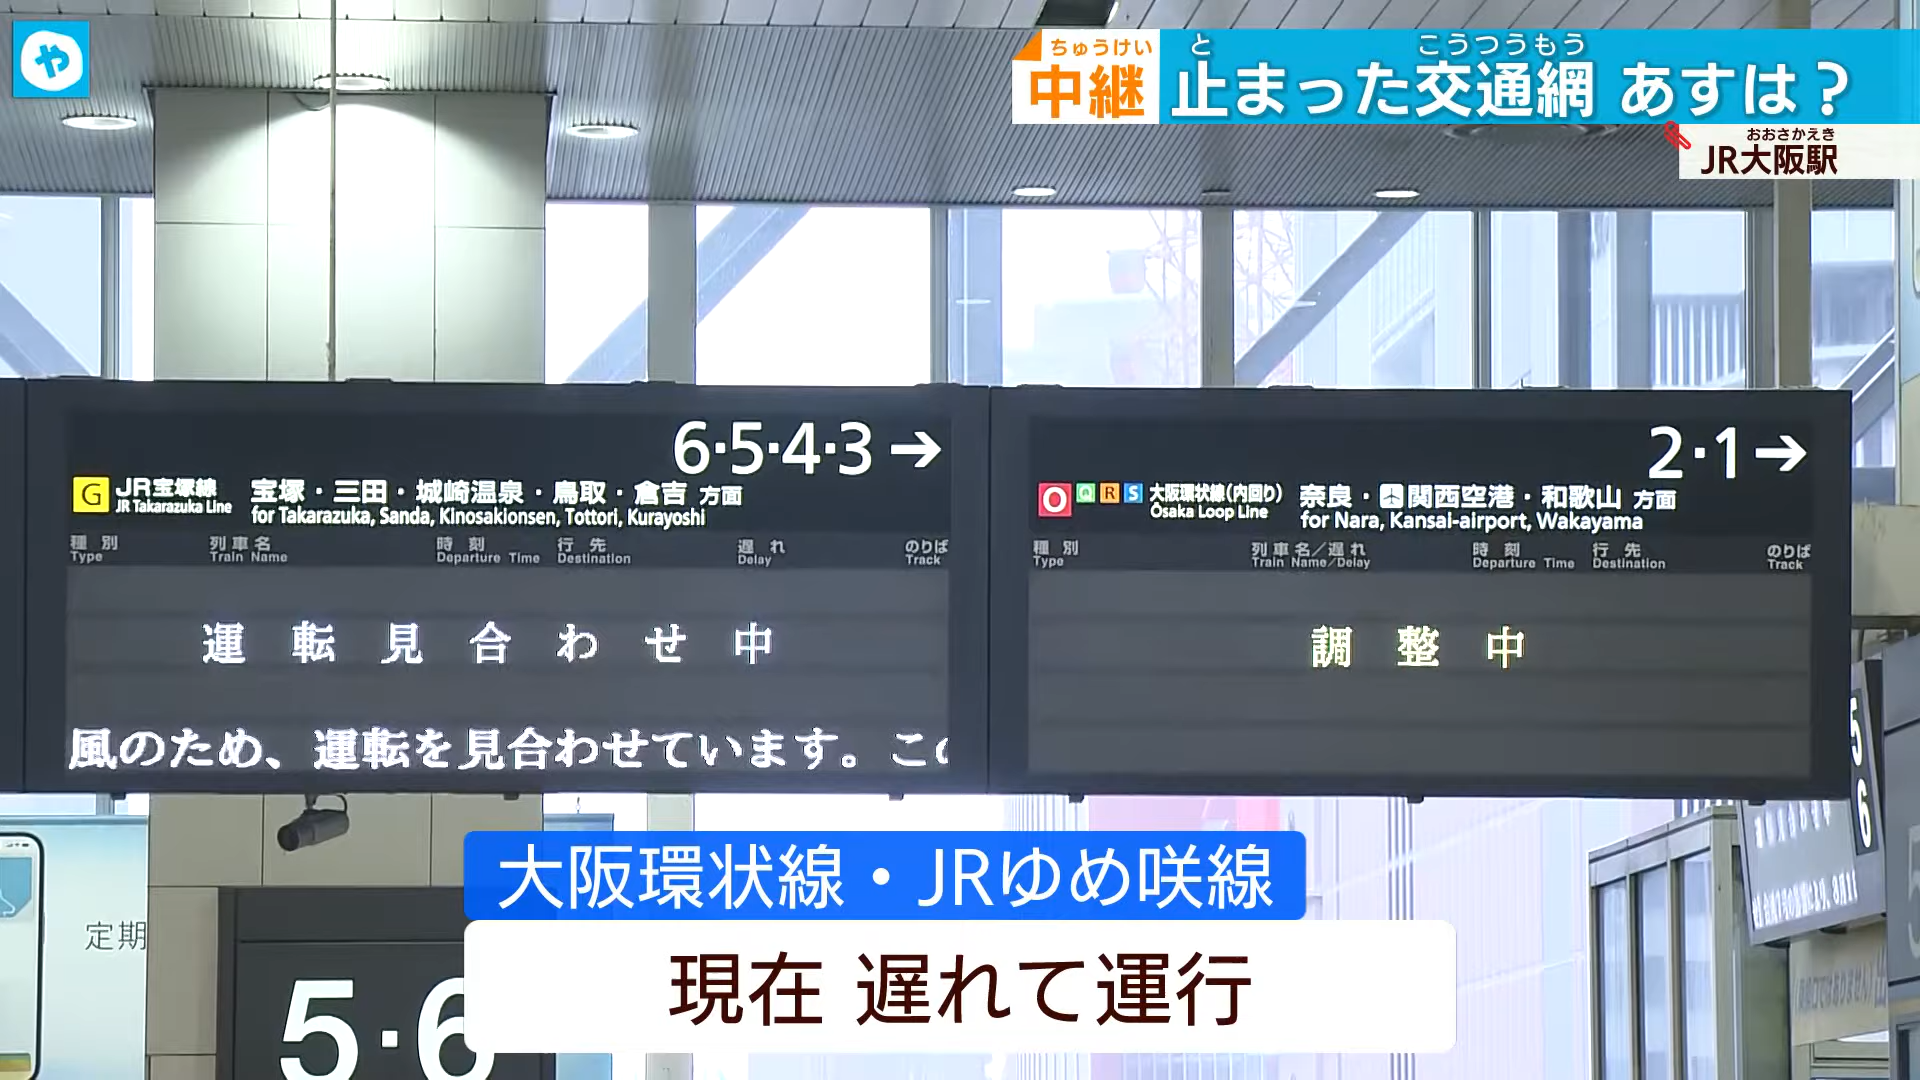 や
ちゅうけい
中継
と こうつうもう
止まった交通網 あすは？
おおさかえき
JR大阪駅
6・5・4・3 →
G JR宝塚線 宝塚・三田・城崎温泉・鳥取・倉吉 方面
JR Takarazuka Line for Takarazuka, Sanda, Kinosakionsen, Tottori, Kurayoshi
種別 列車名 時刻 行先 遅れ のりば
Type Train Name Departure Time Destination Delay Track
運転見合わせ中
風のため、運転を見合わせています。この
2・1 →
O Q R S 大阪環状線（内回り） 奈良・関西空港・和歌山 方面
Osaka Loop Line for Nara, Kansai-airport, Wakayama
種別 列車名／遅れ 時刻 行先 のりば
Type Train Name/Delay Departure Time Destination Track
調整中
5
6
定期
5・6
大阪環状線・JRゆめ咲線
現在 遅れて運行